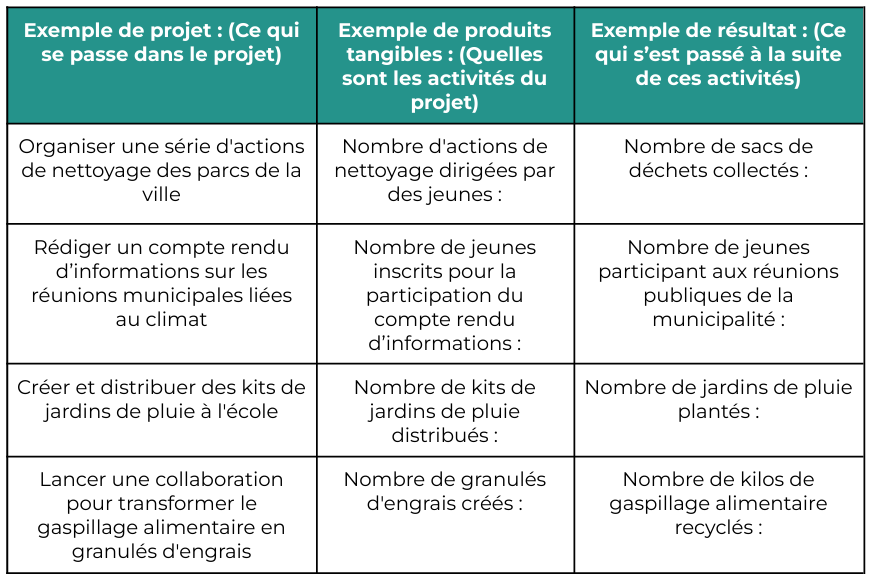 Exemple de projet : (Ce qui
se passe dans le projet)
Exemple de produits
tangibles : (Quelles
sont les activités du
projet)
Exemple de résultat : (Ce
qui s’est passé à la suite
de ces activités)
Organiser une série d'actions
de nettoyage des parcs de la
ville
Nombre d'actions de
nettoyage dirigées par
des jeunes :
Nombre de sacs de
déchets collectés :
Rédiger un compte rendu
d’informations sur les
réunions municipales liées
au climat
Nombre de jeunes
inscrits pour la
participation du
compte rendu
d’informations :
Nombre de jeunes
participant aux réunions
publiques de la
municipalité :
Créer et distribuer des kits de
jardins de pluie à l'école
Nombre de kits de
jardins de pluie
distribués :
Nombre de jardins de pluie
plantés :
Lancer une collaboration
pour transformer le
gaspillage alimentaire en
granulés d'engrais
Nombre de granulés
d'engrais créés :
Nombre de kilos de
gaspillage alimentaire
recyclés :